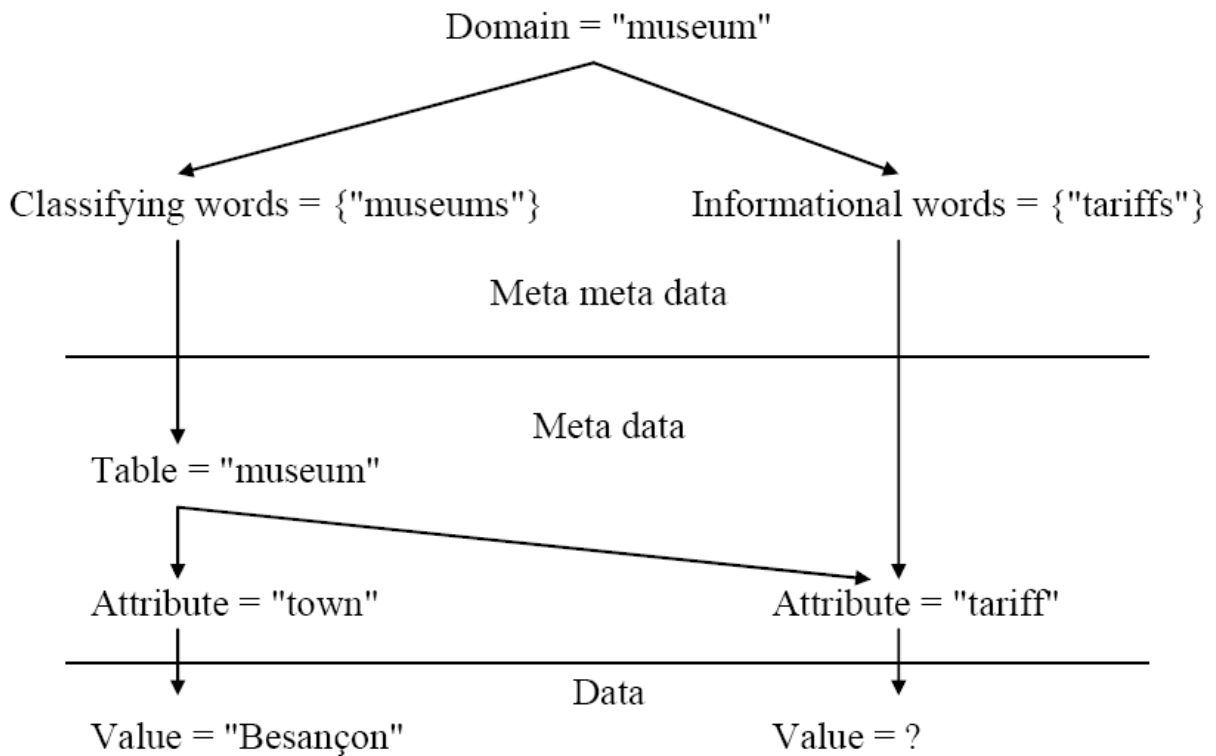 Domain = "museum"
Classifying words = {"museums"}
Informational words = {"tariffs"}
Meta meta data
Meta data
Table = "museum"
Attribute = "town"
Attribute = "tariff"
Data
Value = "Besançon"
Value = ?